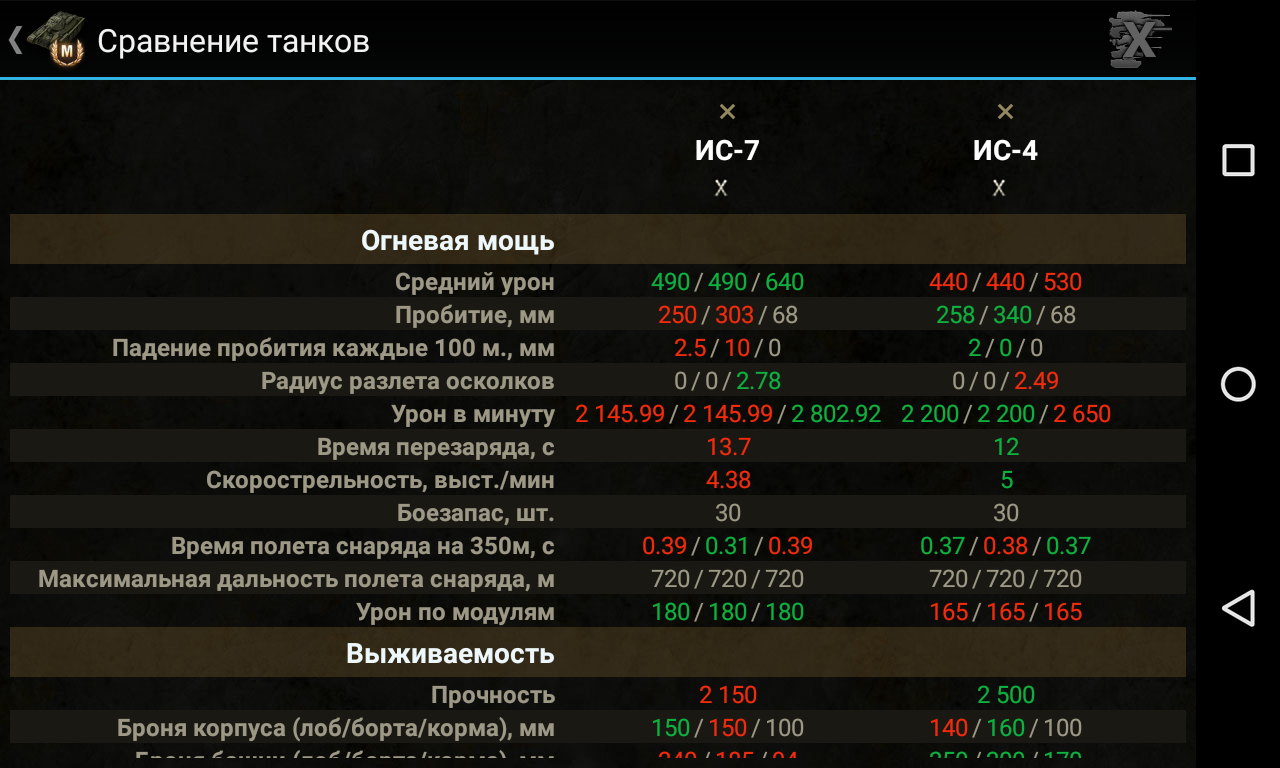 M Сравнение танков X
× ×
ИС-7 ИС-4
X X
Огневая мощь
Средний урон 490/490/640 440/440/530
Пробитие, мм 250/303/68 258/340/68
Падение пробития каждые 100 м., мм 2.5/10/0 2/0/0
Радиус разлета осколков 0/0/2.78 0/0/2.49
Урон в минуту 2 145.99/2 145.99/2 802.92 2 200/2 200/2 650
Время перезаряда, с 13.7 12
Скорострельность, выст./мин 4.38 5
Боезапас, шт. 30 30
Время полета снаряда на 350м, с 0.39/0.31/0.39 0.37/0.38/0.37
Максимальная дальность полета снаряда, м 720/720/720 720/720/720
Урон по модулям 180/180/180 165/165/165
Выживаемость
Прочность 2 150 2 500
Броня корпуса (лоб/борта/корма), мм 150/150/100 140/160/100